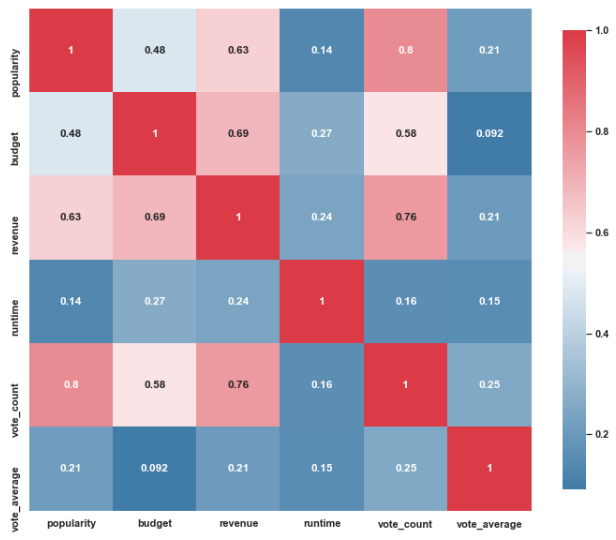 popularity 1 0.48 0.63 0.14 0.8 0.21
budget 0.48 1 0.69 0.27 0.58 0.092
revenue 0.63 0.69 1 0.24 0.76 0.21
runtime 0.14 0.27 0.24 1 0.16 0.15
vote_count 0.8 0.58 0.76 0.16 1 0.25
vote_average 0.21 0.092 0.21 0.15 0.25 1
popularity budget revenue runtime vote_count vote_average
1.0
0.8
0.6
0.4
0.2